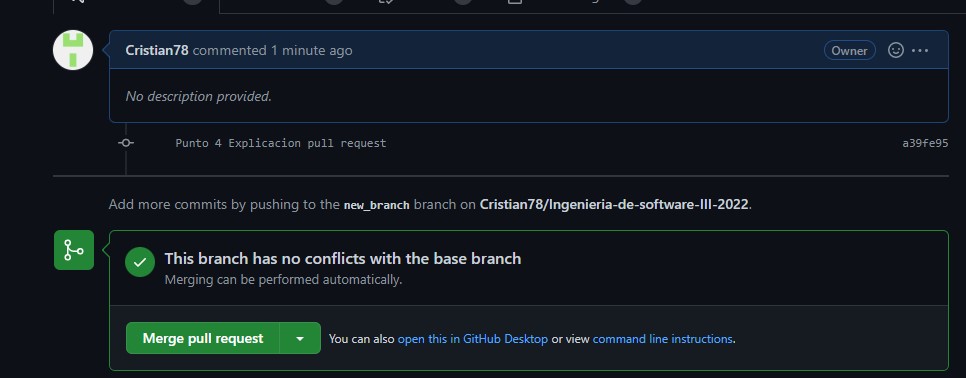 Cristian78 commented 1 minute ago
Owner
No description provided.
Punto 4 Explicacion pull request
a39fe95
Add more commits by pushing to the new_branch branch on Cristian78/Ingenieria-de-software-III-2022.
This branch has no conflicts with the base branch
Merging can be performed automatically.
Merge pull request
You can also open this in GitHub Desktop or view command line instructions.